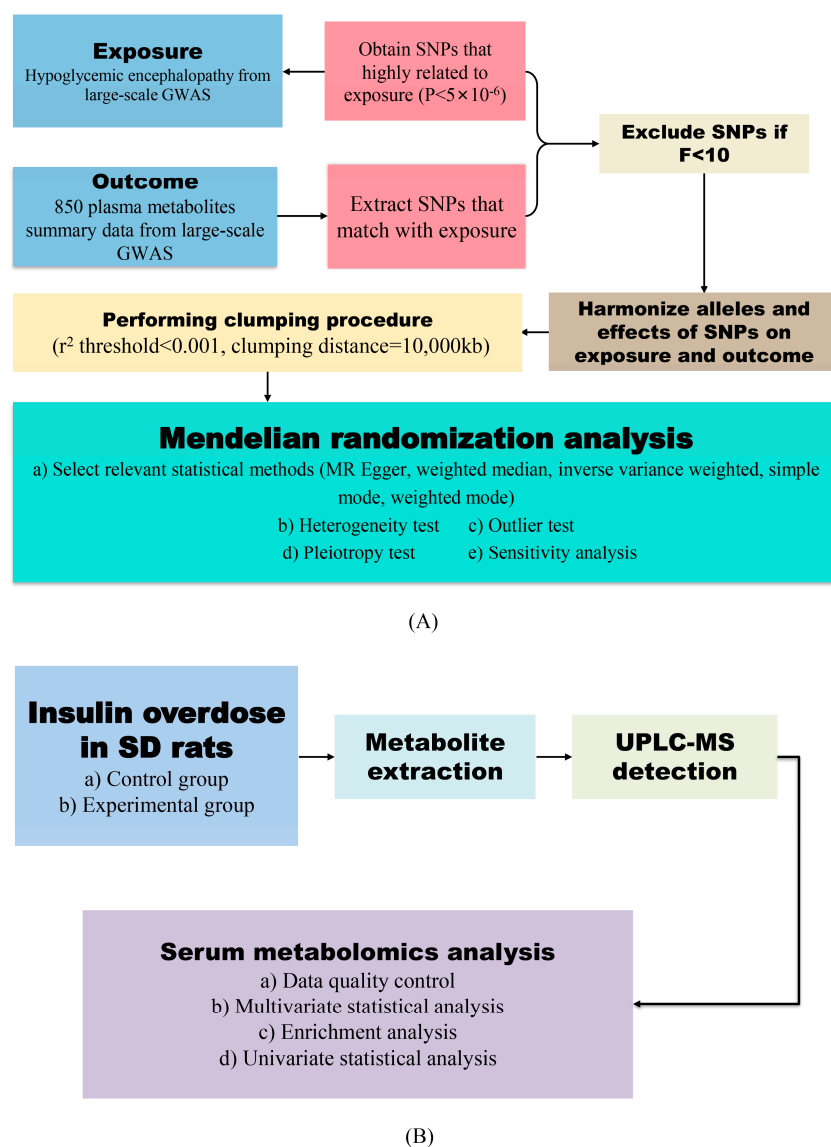 Exposure
Hypoglycemic encephalopathy from
large-scale GWAS
Obtain SNPs that
highly related to
exposure (P<5×10⁻⁶)
Exclude SNPs if
F<10
Outcome
850 plasma metabolites
summary data from large-scale
GWAS
Extract SNPs that
match with exposure
Harmonize alleles and
effects of SNPs on
exposure and outcome
Performing clumping procedure
(r² threshold<0.001, clumping distance=10,000kb)
Mendelian randomization analysis
a) Select relevant statistical methods (MR Egger, weighted median, inverse variance weighted, simple
mode, weighted mode)
b) Heterogeneity test c) Outlier test
d) Pleiotropy test e) Sensitivity analysis
(A)
Insulin overdose
in SD rats
a) Control group
b) Experimental group
Metabolite
extraction
UPLC-MS
detection
Serum metabolomics analysis
a) Data quality control
b) Multivariate statistical analysis
c) Enrichment analysis
d) Univariate statistical analysis
(B)